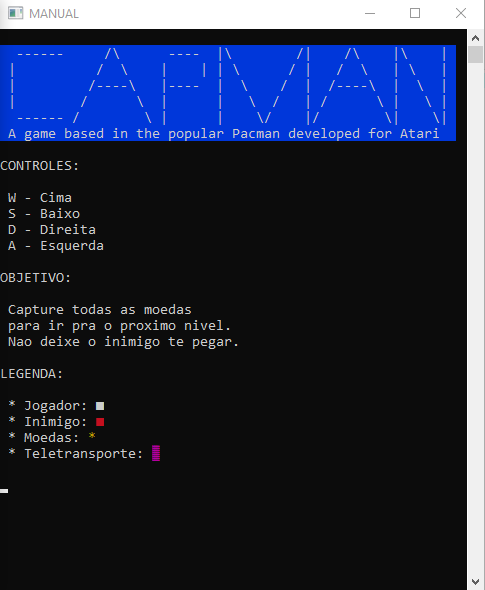 MANUAL
CAPMAN
A game based in the popular Pacman developed for Atari
CONTROLES:
W - Cima
S - Baixo
D - Direita
A - Esquerda
OBJETIVO:
Capture todas as moedas
para ir pra o proximo nivel.
Nao deixe o inimigo te pegar.
LEGENDA:
* Jogador: ■
* Inimigo: ■
* Moedas: *
* Teletransporte: ▓